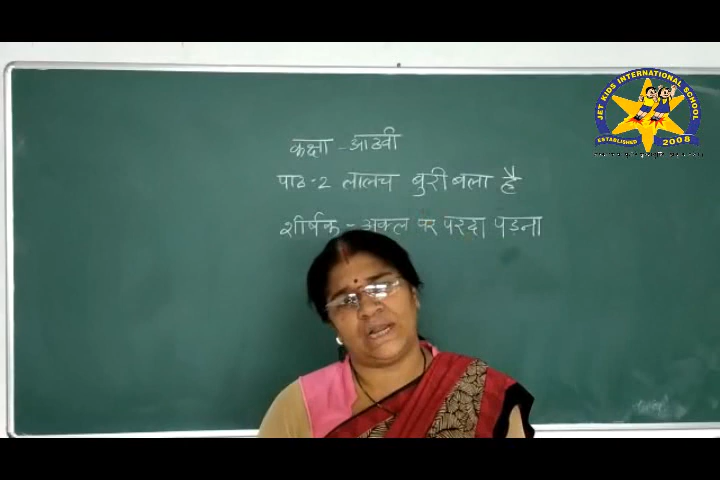 कक्षा - आठवी
पाठ-2 लालच बुरी बला है
शीर्षक - अक्ल पर परदा पड़ना
JET KIDS INTERNATIONAL SCHOOL
ESTABLISHED 2008